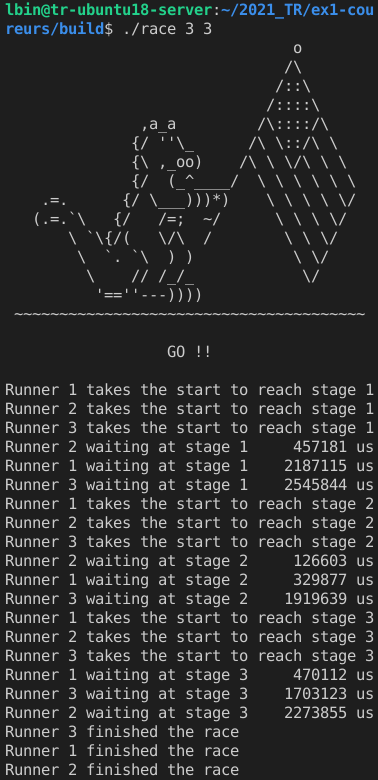 lbin@tr-ubuntu18-server:~/2021_TR/ex1-cou
reurs/build$ ./race 3 3
GO !!
Runner 1 takes the start to reach stage 1
Runner 2 takes the start to reach stage 1
Runner 3 takes the start to reach stage 1
Runner 2 waiting at stage 1     457181 us
Runner 1 waiting at stage 1    2187115 us
Runner 3 waiting at stage 1    2545844 us
Runner 1 takes the start to reach stage 2
Runner 2 takes the start to reach stage 2
Runner 3 takes the start to reach stage 2
Runner 2 waiting at stage 2     126603 us
Runner 1 waiting at stage 2     329877 us
Runner 3 waiting at stage 2    1919639 us
Runner 1 takes the start to reach stage 3
Runner 2 takes the start to reach stage 3
Runner 3 takes the start to reach stage 3
Runner 1 waiting at stage 3     470112 us
Runner 3 waiting at stage 3    1703123 us
Runner 2 waiting at stage 3    2273855 us
Runner 3 finished the race
Runner 1 finished the race
Runner 2 finished the race